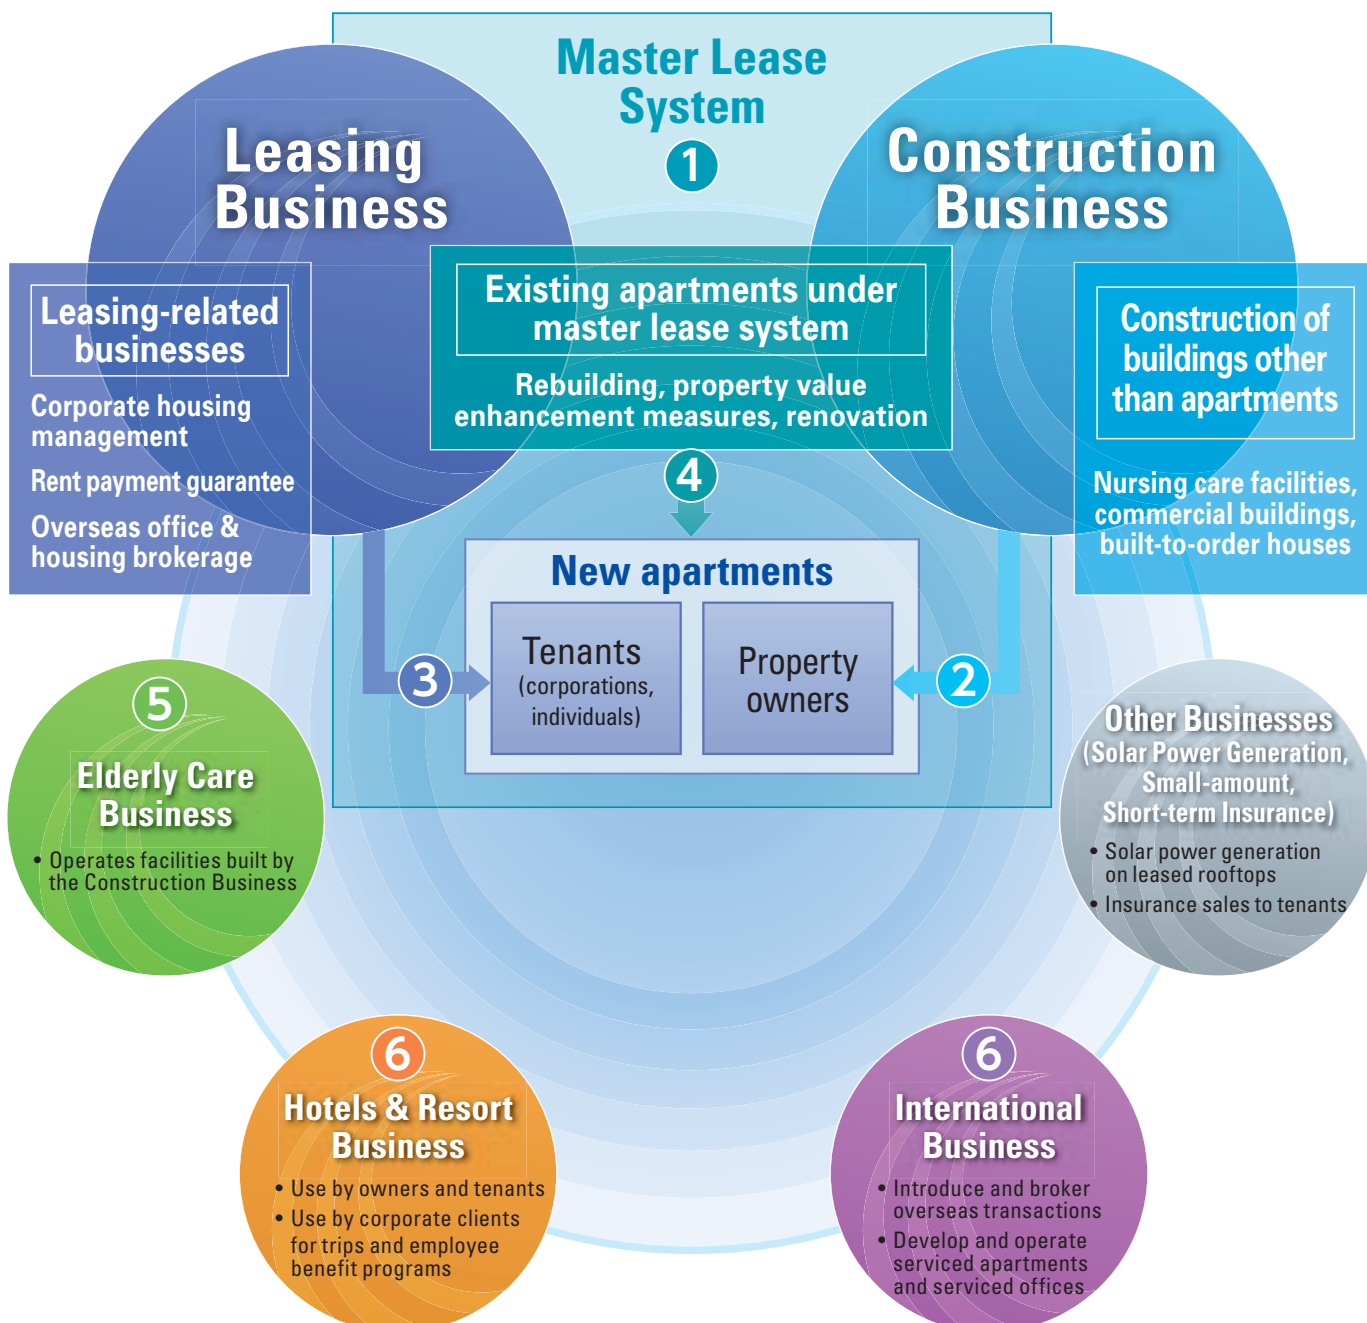 Master Lease
System
1
Leasing
Business
Construction
Business
Leasing-related
businesses
Corporate housing
management
Rent payment guarantee
Overseas office &
housing brokerage
Existing apartments under
master lease system
Rebuilding, property value
enhancement measures, renovation
Construction of
buildings other
than apartments
Nursing care facilities,
commercial buildings,
built-to-order houses
4
New apartments
3
Tenants
(corporations,
individuals)
Property
owners
2
5
Elderly Care
Business
• Operates facilities built by
the Construction Business
Other Businesses
(Solar Power Generation,
Small-amount,
Short-term Insurance)
• Solar power generation
on leased rooftops
• Insurance sales to tenants
6
Hotels & Resort
Business
• Use by owners and tenants
• Use by corporate clients
for trips and employee
benefit programs
6
International
Business
• Introduce and broker
overseas transactions
• Develop and operate
serviced apartments
and serviced offices